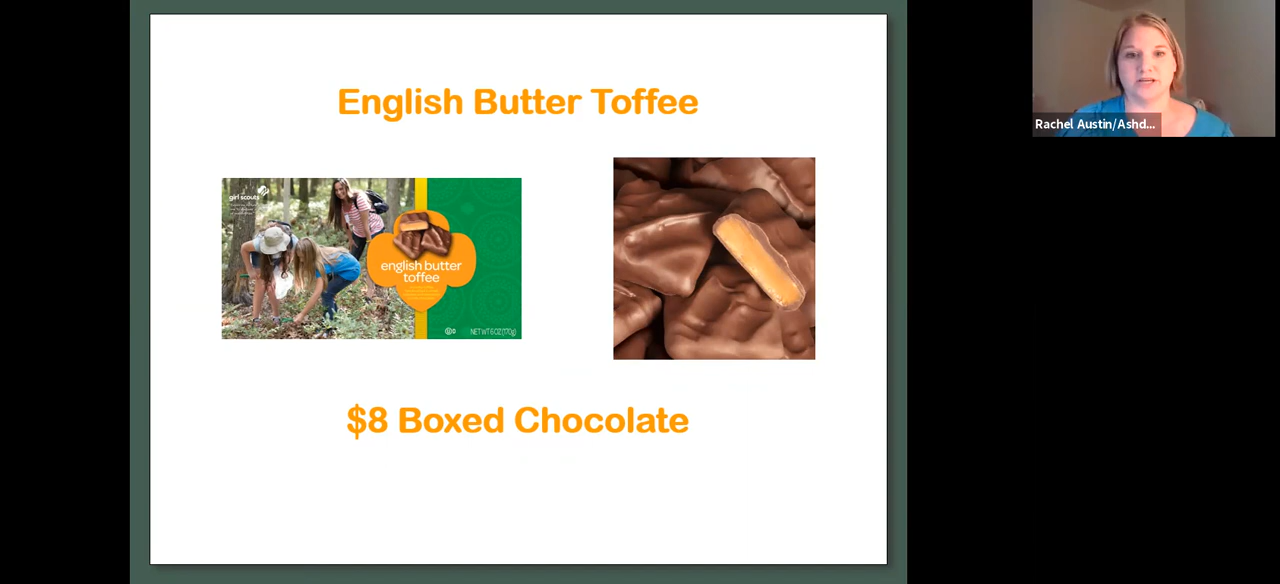 English Butter Toffee
girl scouts
english butter
toffee
NET WT 6 OZ (170g)
$8 Boxed Chocolate
Rachel Austin/Ashd...